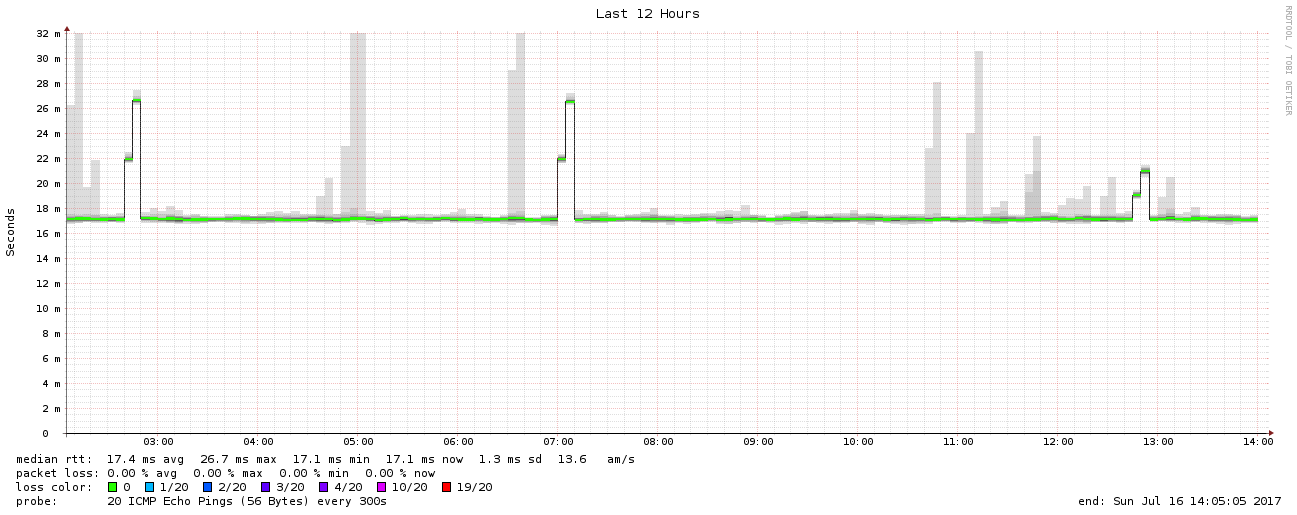 Last 12 Hours
RRDTOOL / TOBI OETIKER
Seconds
32 m
30 m
28 m
26 m
24 m
22 m
20 m
18 m
16 m
14 m
12 m
10 m
8 m
6 m
4 m
2 m
0
03:00 04:00 05:00 06:00 07:00 08:00 09:00 10:00 11:00 12:00 13:00 14:00
median rtt: 17.4 ms avg 26.7 ms max 17.1 ms min 17.1 ms now 1.3 ms sd 13.6 am/s
packet loss: 0.00 % avg 0.00 % max 0.00 % min 0.00 % now
loss color: 0 1/20 2/20 3/20 4/20 10/20 19/20
probe: 20 ICMP Echo Pings (56 Bytes) every 300s end: Sun Jul 16 14:05:05 2017